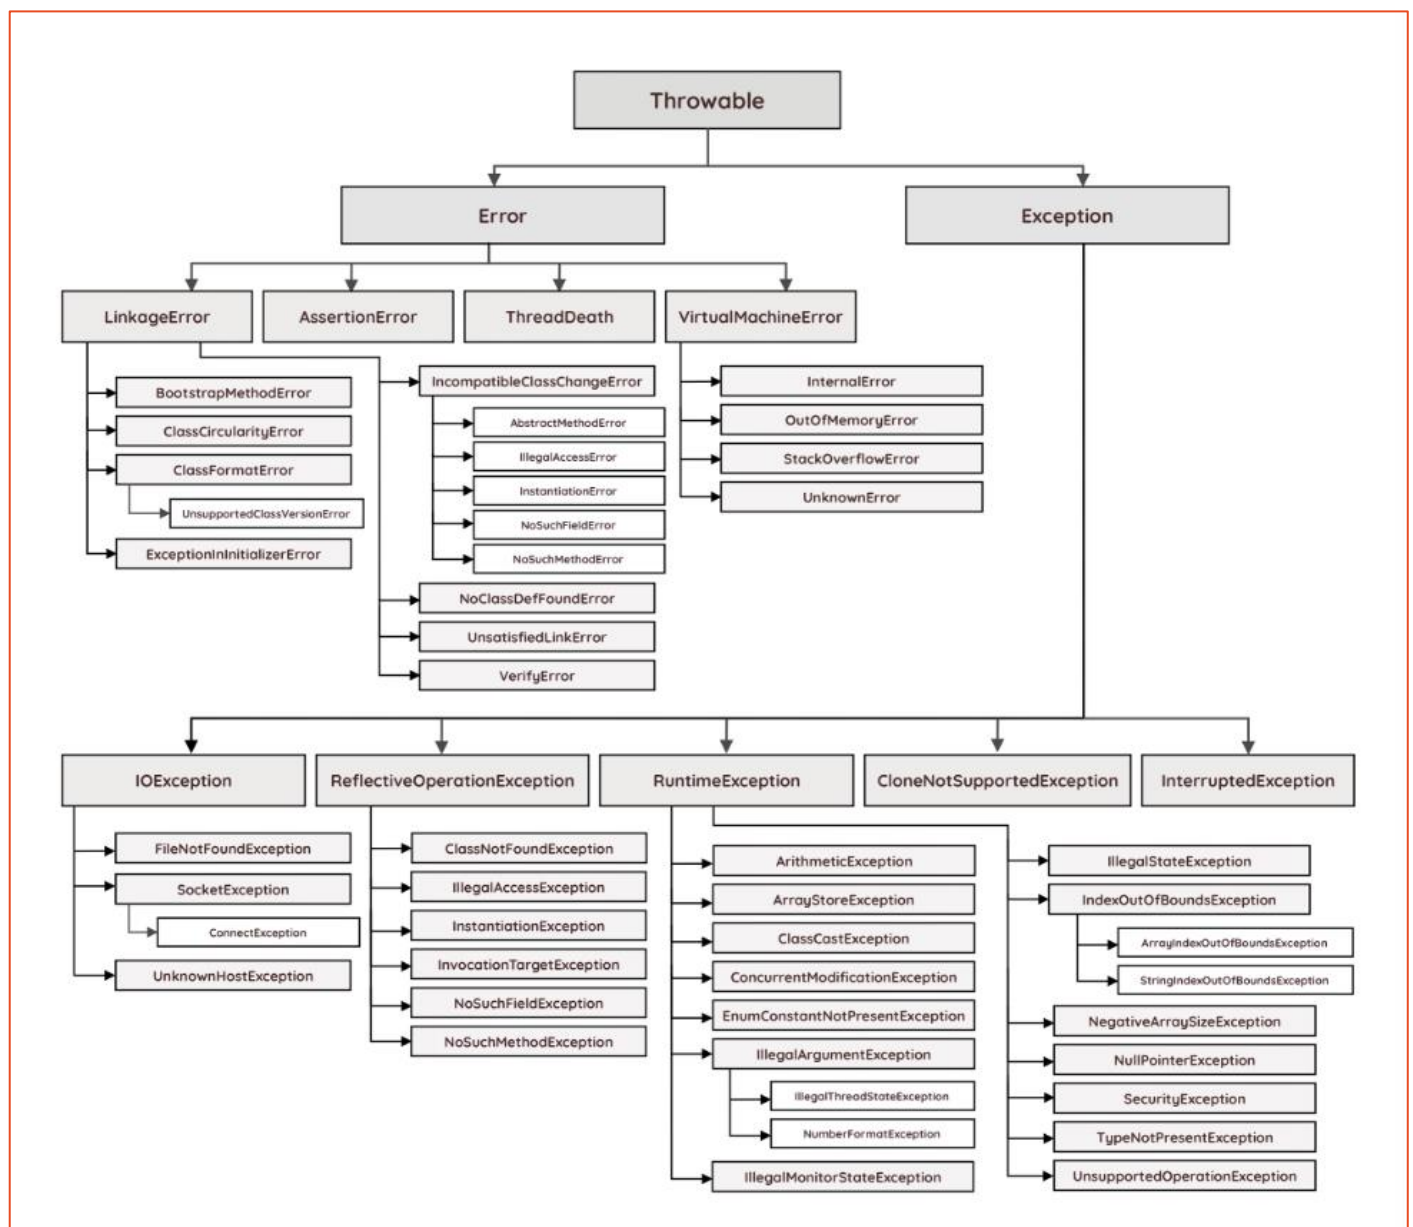 Throwable
Error
Exception
LinkageError
AssertionError
ThreadDeath
VirtualMachineError
BootstrapMethodError
ClassCircularityError
ClassFormatError
UnsupportedClassVersionError
ExceptionInInitializerError
IncompatibleClassChangeError
AbstractMethodError
IllegalAccessError
InstantiationError
NoSuchFieldError
NoSuchMethodError
NoClassDefFoundError
UnsatisfiedLinkError
VerifyError
InternalError
OutOfMemoryError
StackOverflowError
UnknownError
IOException
ReflectiveOperationException
RuntimeException
CloneNotSupportedException
InterruptedException
FileNotFoundException
SocketException
ConnectException
UnknownHostException
ClassNotFoundException
IllegalAccessException
InstantiationException
InvocationTargetException
NoSuchFieldException
NoSuchMethodException
ArithmeticException
ArrayStoreException
ClassCastException
ConcurrentModificationException
EnumConstantNotPresentException
IllegalArgumentException
IllegalThreadStateException
NumberFormatException
IllegalMonitorStateException
IllegalStateException
IndexOutOfBoundsException
ArrayIndexOutOfBoundsException
StringIndexOutOfBoundsException
NegativeArraySizeException
NullPointerException
SecurityException
TypeNotPresentException
UnsupportedOperationException